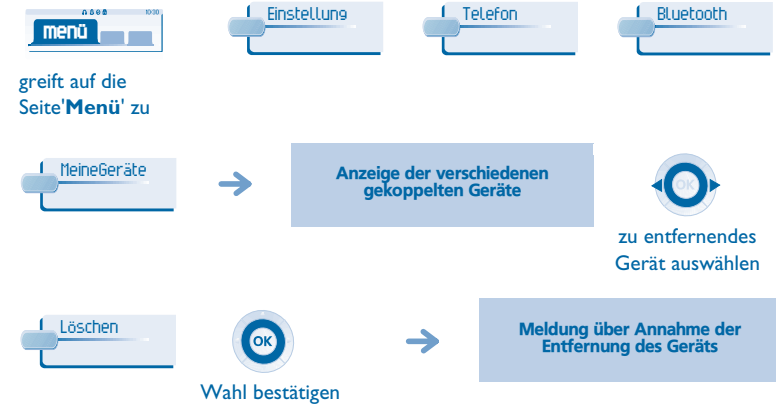 10:30
menü
Einstellung
Telefon
Bluetooth
greift auf die
Seite'Menü' zu
MeineGeräte
Anzeige der verschiedenen
gekoppelten Geräte
OK
zu entfernendes
Gerät auswählen
Löschen
OK
Meldung über Annahme der
Entfernung des Geräts
Wahl bestätigen